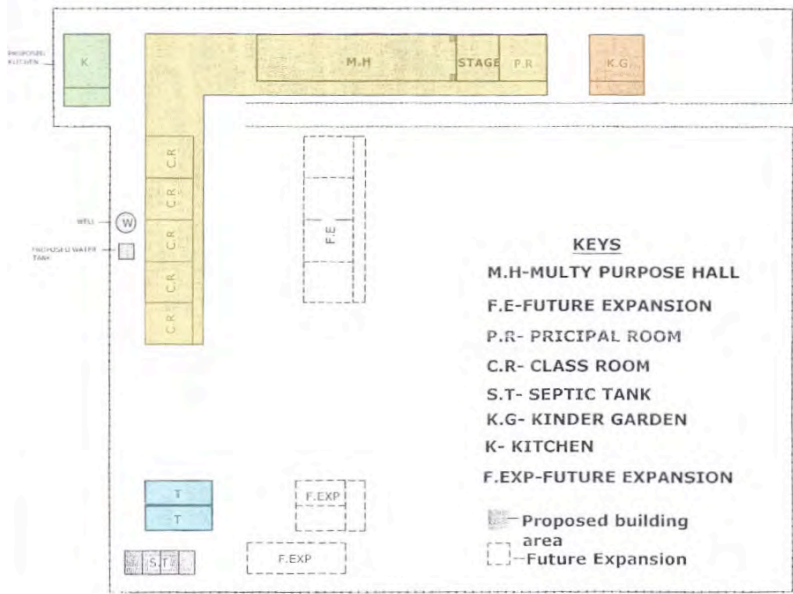 PROPOSED
KITCHEN
K
M.H
STAGE
P.R
K.G
C.R
C.R
C.R
C.R
C.R
F.E
WELL
W
PROPOSED WATER
TANK
KEYS
M.H-MULTY PURPOSE HALL
F.E-FUTURE EXPANSION
P.R- PRICIPAL ROOM
C.R- CLASS ROOM
S.T- SEPTIC TANK
K.G- KINDER GARDEN
K- KITCHEN
F.EXP-FUTURE EXPANSION
T
T
F.EXP
S.T
F.EXP
Proposed building
area
Future Expansion